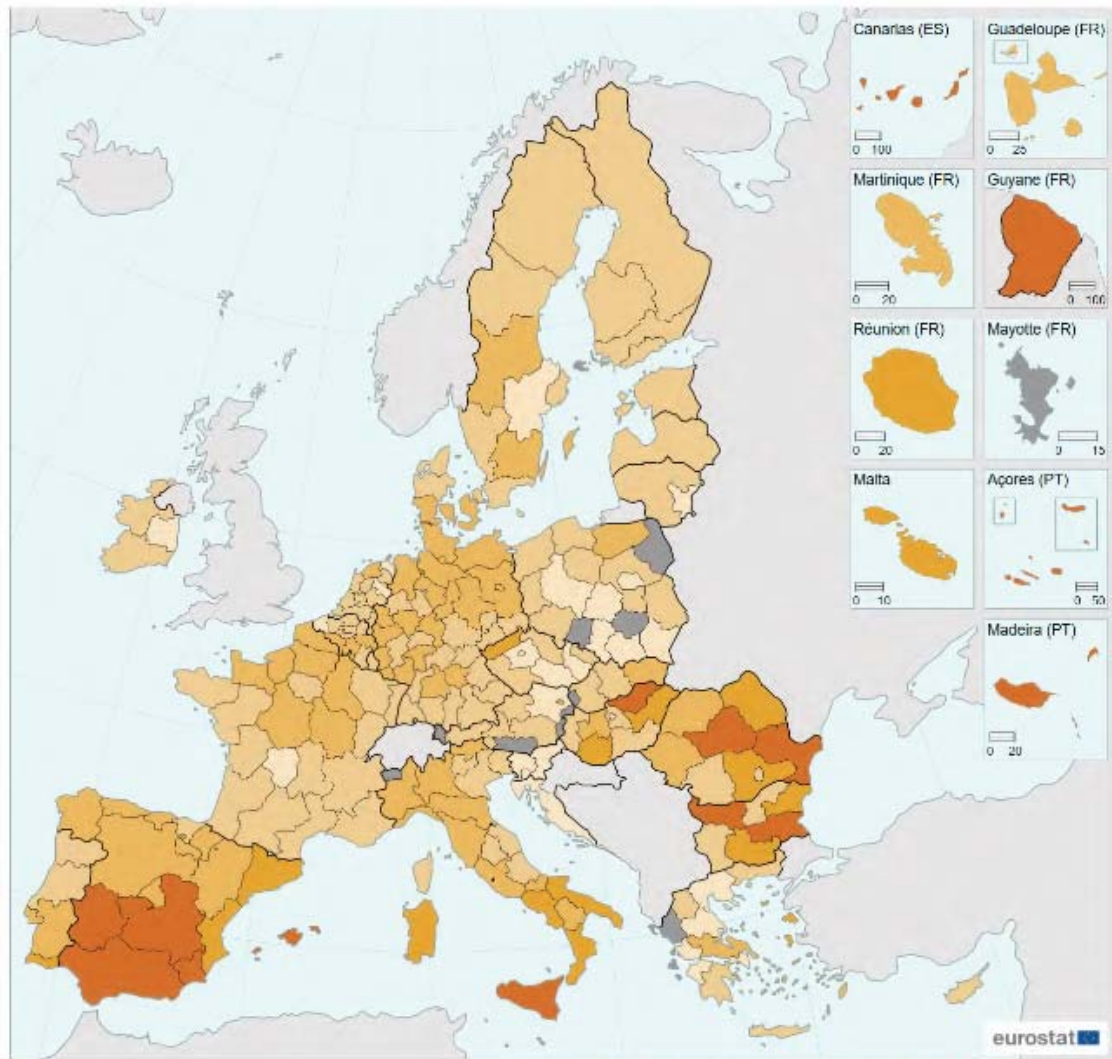 Canarias (ES)
0 100
Guadeloupe (FR)
0 25
Martinique (FR)
0 20
Guyane (FR)
0 100
Réunion (FR)
0 20
Mayotte (FR)
0 15
Malta
0 10
Açores (PT)
0 50
Madeira (PT)
0 20
eurostat